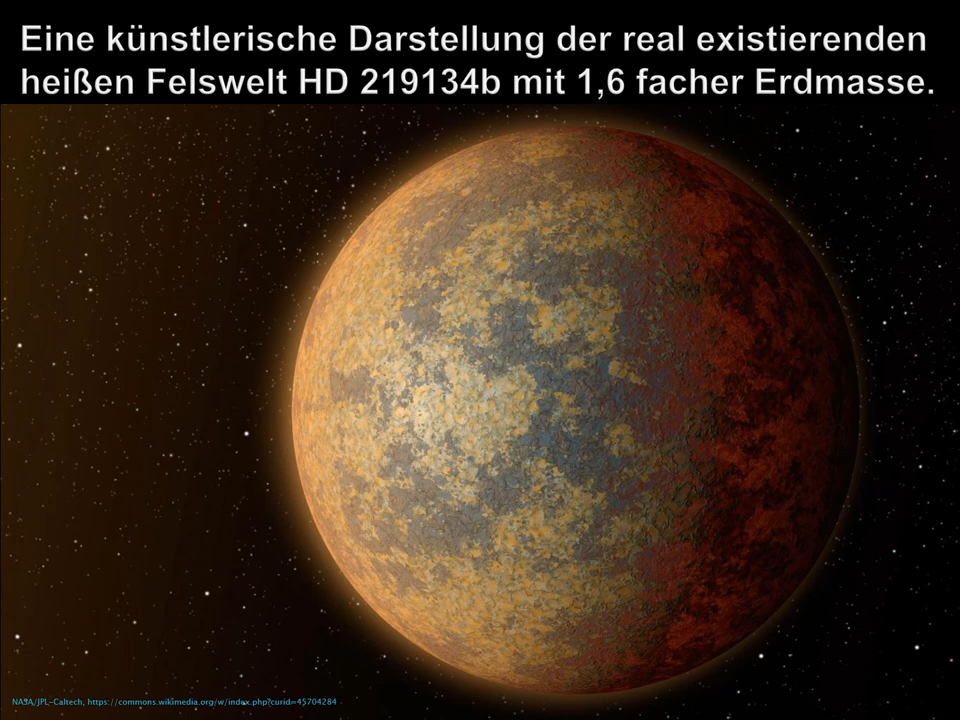 Eine künstlerische Darstellung der real existierenden
heißen Felswelt HD 219134b mit 1,6 facher Erdmasse.
NASA/JPL-Caltech, https://commons.wikimedia.org/w/index.php?curid=45704284